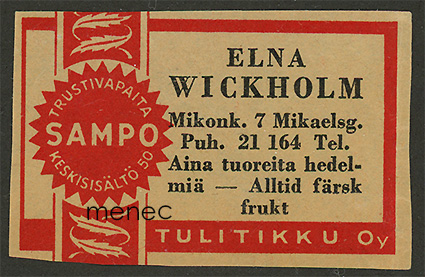 TRUSTIVAPAITA
SAMPO
KESKISISÄLTÖ 50
ELNA
WICKHOLM
Mikonk. 7 Mikaelsg.
Puh. 21 164 Tel.
Aina tuoreita hedel-
miä — Alltid färsk
frukt
TULITIKKU Oy
menec